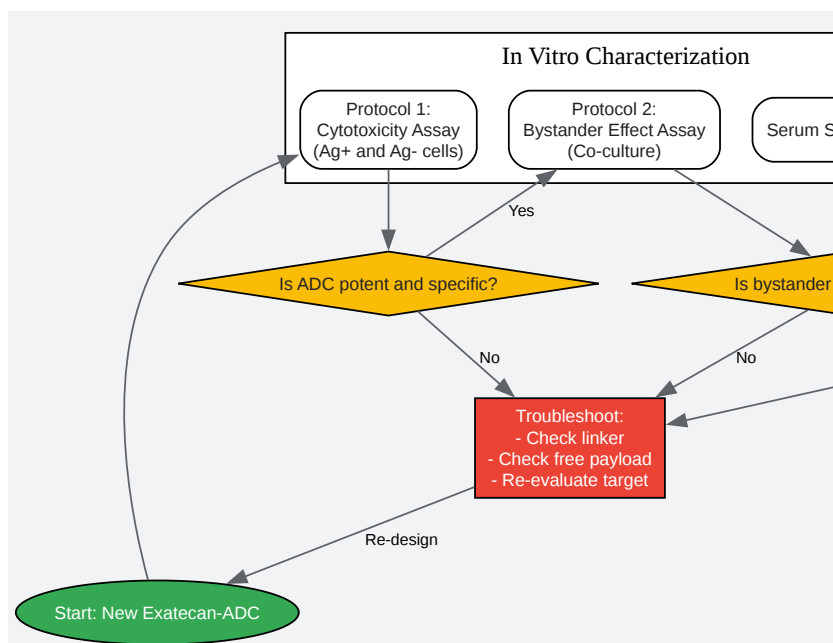 In Vitro Characterization
Protocol 1:
Cytotoxicity Assay
(Ag+ and Ag- cells)
Protocol 2:
Bystander Effect Assay
(Co-culture)
Serum S
Yes
Is ADC potent and specific?
Is bystander
No
No
Troubleshoot:
- Check linker
- Check free payload
- Re-evaluate target
Re-design
Start: New Exatecan-ADC